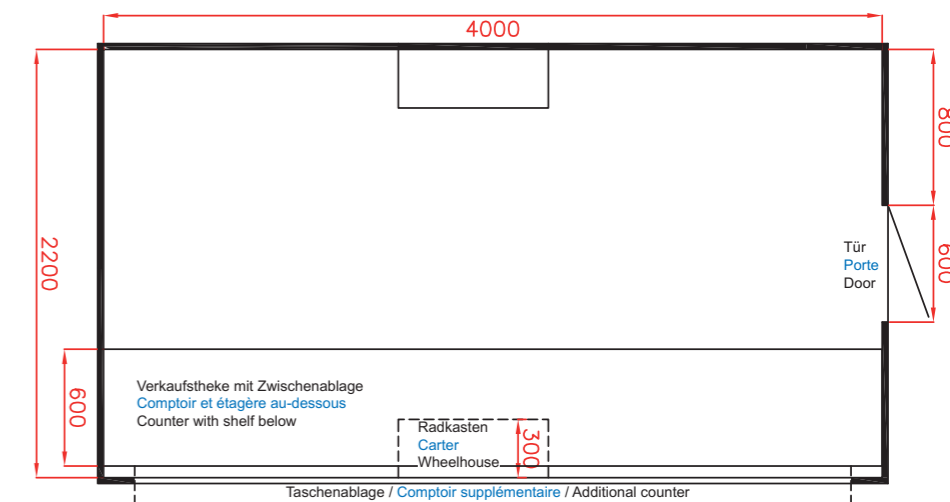 4000
800
2200
Tür
Porte
Door
600
600
Verkaufstheke mit Zwischenablage
Comptoir et étagère au-dessous
Counter with shelf below
Radkasten
Carter
Wheelhouse
300
Taschenablage / Comptoir supplémentaire / Additional counter